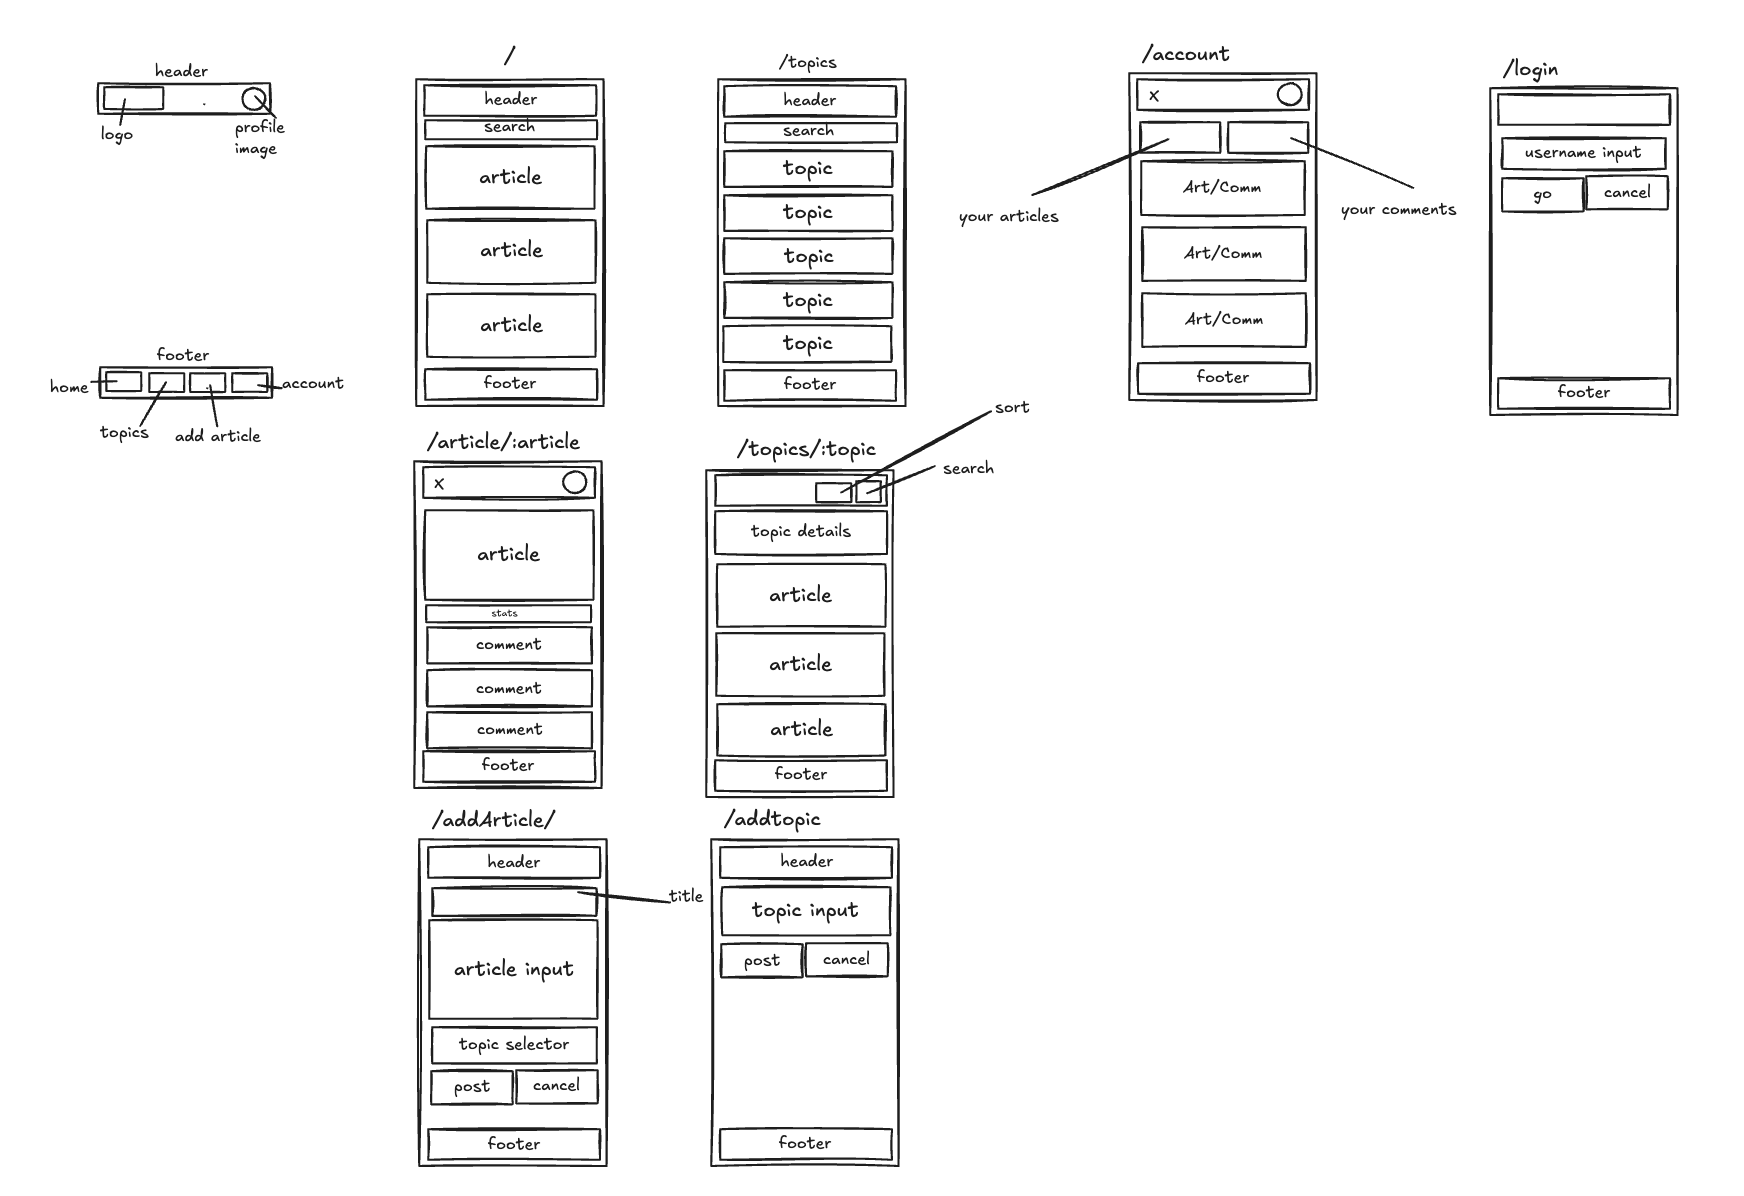 header
logo
profile
image
footer
home
account
topics
add article
/
header
search
article
article
article
footer
/topics
header
search
topic
topic
topic
topic
topic
footer
/account
x
your articles
your comments
Art/Comm
Art/Comm
Art/Comm
footer
/login
username input
go
cancel
footer
/article/:article
x
article
stats
comment
comment
comment
footer
/topics/:topic
sort
search
topic details
article
article
article
footer
/addArticle/
header
title
article input
topic selector
post
cancel
footer
/addtopic
header
topic input
post
cancel
footer